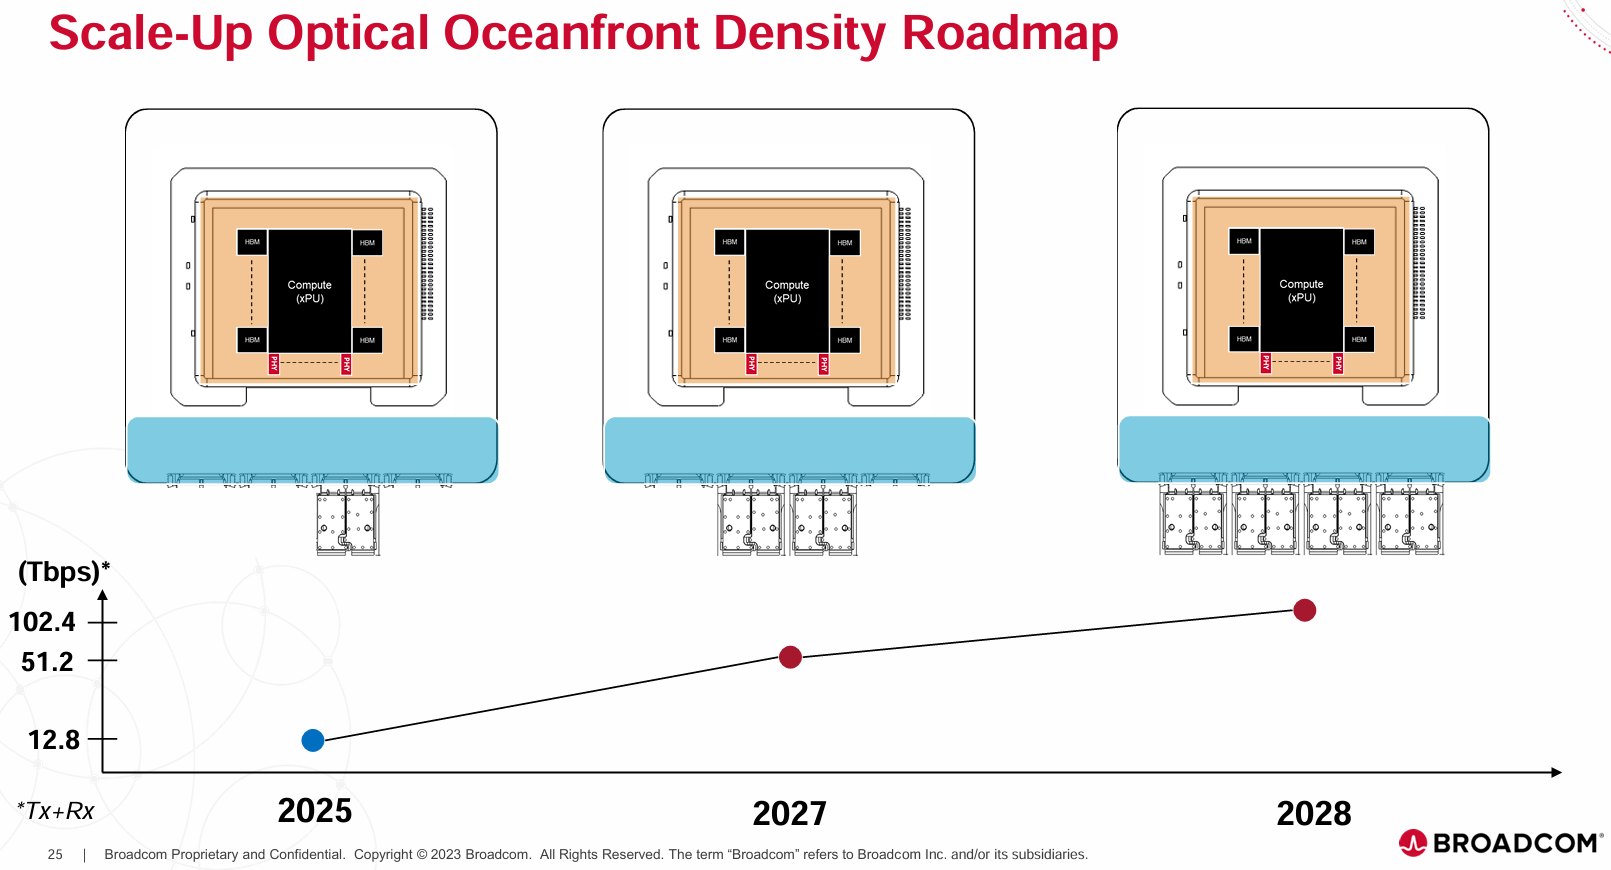 Scale-Up Optical Oceanfront Density Roadmap
HBM
HBM
Compute
(xPU)
HBM
HBM
PHY
PHY
HBM
HBM
Compute
(xPU)
HBM
HBM
PHY
PHY
HBM
HBM
Compute
(xPU)
HBM
HBM
PHY
PHY
(Tbps)*
102.4
51.2
12.8
*Tx+Rx
2025
2027
2028
25 | Broadcom Proprietary and Confidential. Copyright © 2023 Broadcom. All Rights Reserved. The term “Broadcom” refers to Broadcom Inc. and/or its subsidiaries.
BROADCOM®